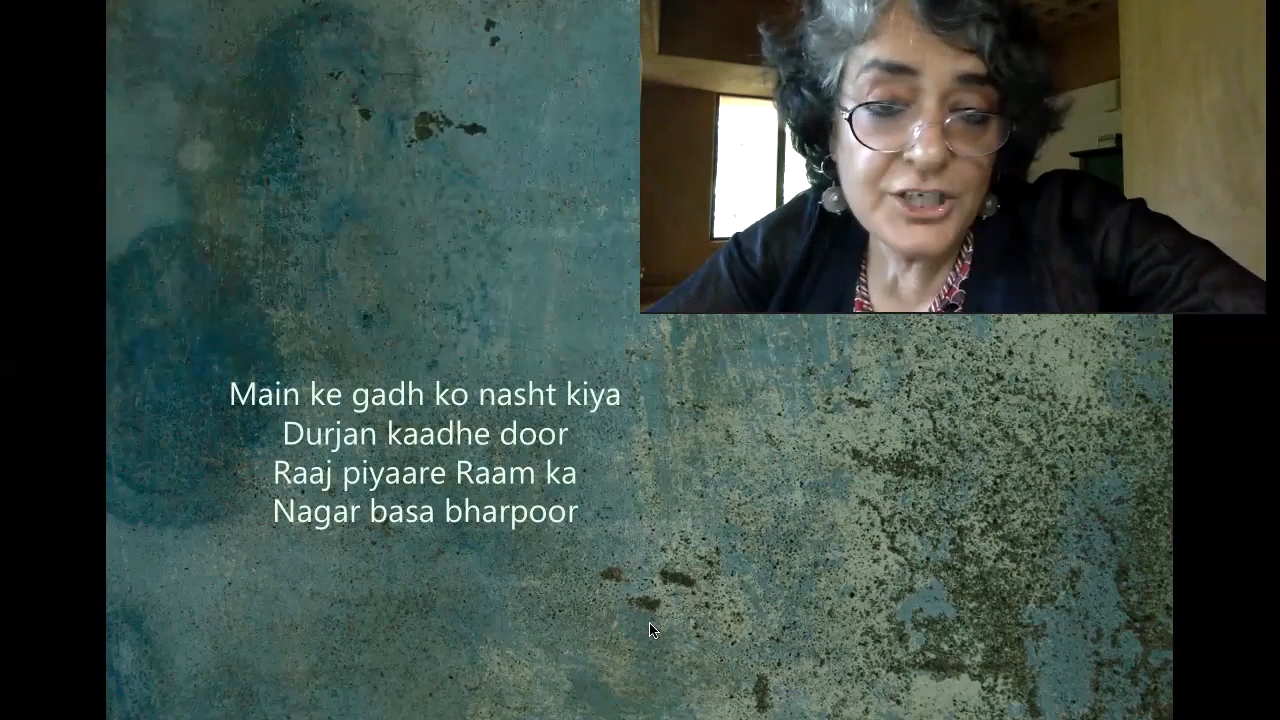 Main ke gadh ko nasht kiya
Durjan kaadhe door
Raaj piyaare Raam ka
Nagar basa bharpoor